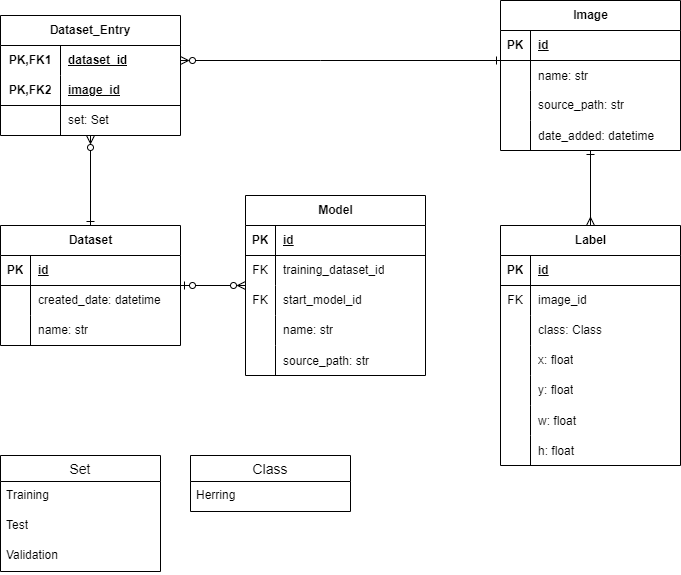 Dataset_Entry
PK,FK1 dataset_id
PK,FK2 image_id
set: Set
Image
PK id
name: str
source_path: str
date_added: datetime
Dataset
PK id
created_date: datetime
name: str
Model
PK id
FK training_dataset_id
FK start_model_id
name: str
source_path: str
Label
PK id
FK image_id
class: Class
x: float
y: float
w: float
h: float
Set
Training
Test
Validation
Class
Herring